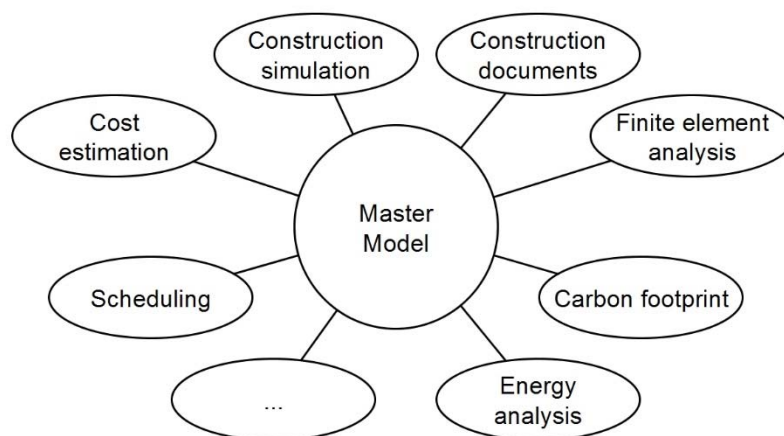 Construction
simulation
Construction
documents
Cost
estimation
Finite element
analysis
Master
Model
Scheduling
Carbon footprint
...
Energy
analysis